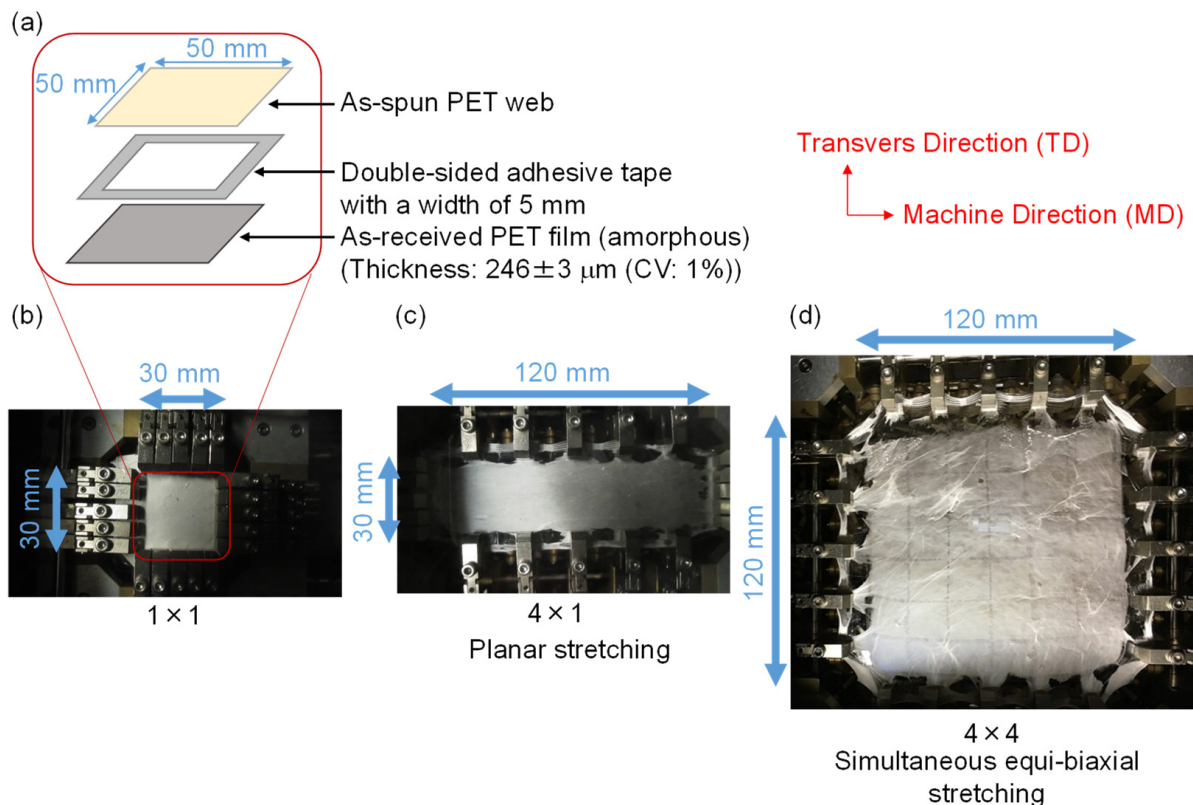 (a)
50 mm
50 mm
As-spun PET web
Double-sided adhesive tape
with a width of 5 mm
As-received PET film (amorphous)
(Thickness: 246±3 μm (CV: 1%))
Transvers Direction (TD)
Machine Direction (MD)
(b)
30 mm
30 mm
1 × 1
(c)
120 mm
30 mm
4 × 1
Planar stretching
(d)
120 mm
120 mm
4 × 4
Simultaneous equi-biaxial
stretching